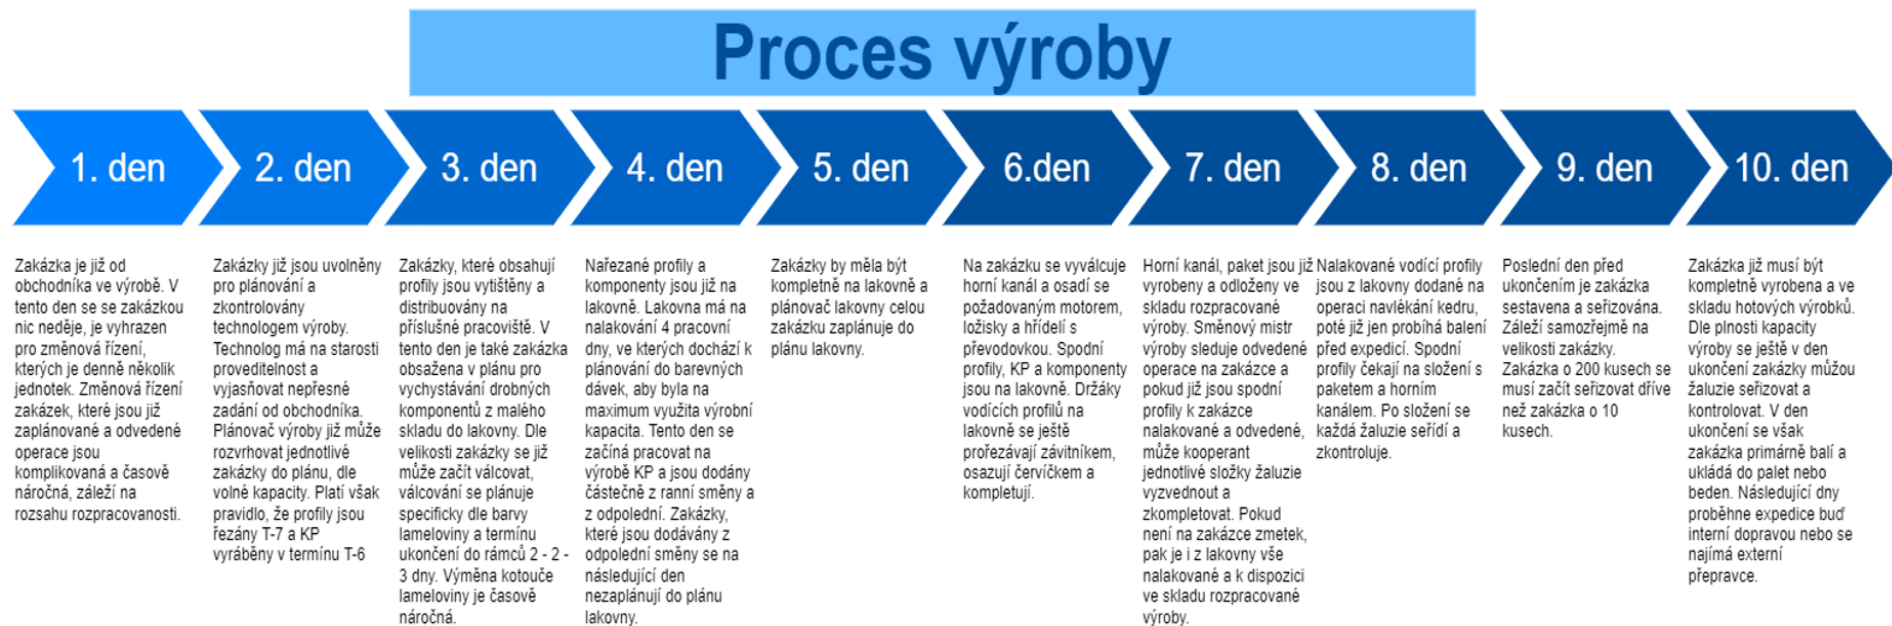 Proces výroby
1. den
2. den
3. den
4. den
5. den
6.den
7. den
8. den
9. den
10. den
Zakázka je již od
obchodníka ve výrobě. V
tento den se se zakázkou
nic neděje, je vyhrazen
pro změnová řízení,
kterých je denně několik
jednotek. Změnová řízení
zakázek, které jsou již
zaplánované a odvedené
operace jsou
komplikovaná a časově
náročná, záleží na
rozsahu rozpracovanosti.
Zakázky již jsou uvolněny
pro plánování a
zkontrolovány
technologem výroby.
Technolog má na starosti
proveditelnost a
vyjasňovat nepřesné
zadání od obchodníka.
Plánovač výroby již může
rozvrhovat jednotlivé
zakázky do plánu, dle
volné kapacity. Platí však
pravidlo, že profily jsou
řezány T-7 a KP
vyráběny v termínu T-6
Zakázky, které obsahují
profily jsou vytištěny a
distribuovány na
příslušné pracoviště. V
tento den je také zakázka
obsažena v plánu pro
vychystávání drobných
komponentů z malého
skladu do lakovny. Dle
velikosti zakázky se již
může začít válcovat,
válcování se plánuje
specificky dle barvy
lameloviny a termínu
ukončení do rámců 2 - 2 -
3 dny. Výměna kotouče
lameloviny je časově
náročná.
Nařezané profily a
komponenty jsou již na
lakovně. Lakovna má na
nalakování 4 pracovní
dny, ve kterých dochází k
plánování do barevných
dávek, aby byla na
maximum využita výrobní
kapacita. Tento den se
začíná pracovat na
výrobě KP a jsou dodány
částečně z ranní směny a
z odpolední. Zakázky,
které jsou dodávány z
odpolední směny se na
následující den
nezaplánují do plánu
lakovny.
Zakázky by měla být
kompletně na lakovně a
plánovač lakovny celou
zakázku zaplánuje do
plánu lakovny.
Na zakázku se vyválcuje
horní kanál a osadí se
požadovaným motorem,
ložisky a hřídelí s
převodovkou. Spodní
profily, KP a komponenty
jsou na lakovně. Držáky
vodících profilů na
lakovně se ještě
prořezávají závitníkem,
osazují červíčkem a
kompletují.
Horní kanál, paket jsou již
vyrobeny a odloženy ve
skladu rozpracované
výroby. Směnový mistr
výroby sleduje odvedené
operace na zakázce a
pokud již jsou spodní
profily k zakázce
nalakované a odvedené,
může kooperant
jednotlivé složky žaluzie
vyzvednout a
zkompletovat. Pokud
není na zakázce zmetek,
pak je i z lakovny vše
nalakované a k dispozici
ve skladu rozpracované
výroby.
Nalakované vodící profily
jsou z lakovny dodané na
operaci navlékání kedru,
poté již jen probíhá balení
před expedicí. Spodní
profily čekají na složení s
paketem a horním
kanálem. Po složení se
každá žaluzie seřídí a
zkontroluje.
Poslední den před
ukončením je zakázka
sestavena a seřizována.
Záleží samozřejmě na
velikosti zakázky.
Zakázka o 200 kusech se
musí začít seřizovat dříve
než zakázka o 10
kusech.
Zakázka již musí být
kompletně vyrobena a ve
skladu hotových výrobků.
Dle plnosti kapacity
výroby se ještě v den
ukončení zakázky můžou
žaluzie seřizovat a
kontrolovat. V den
ukončení se však
zakázka primárně balí a
ukládá do palet nebo
beden. Následující dny
proběhne expedice buď
interní dopravou nebo se
najímá externí
přepravce.